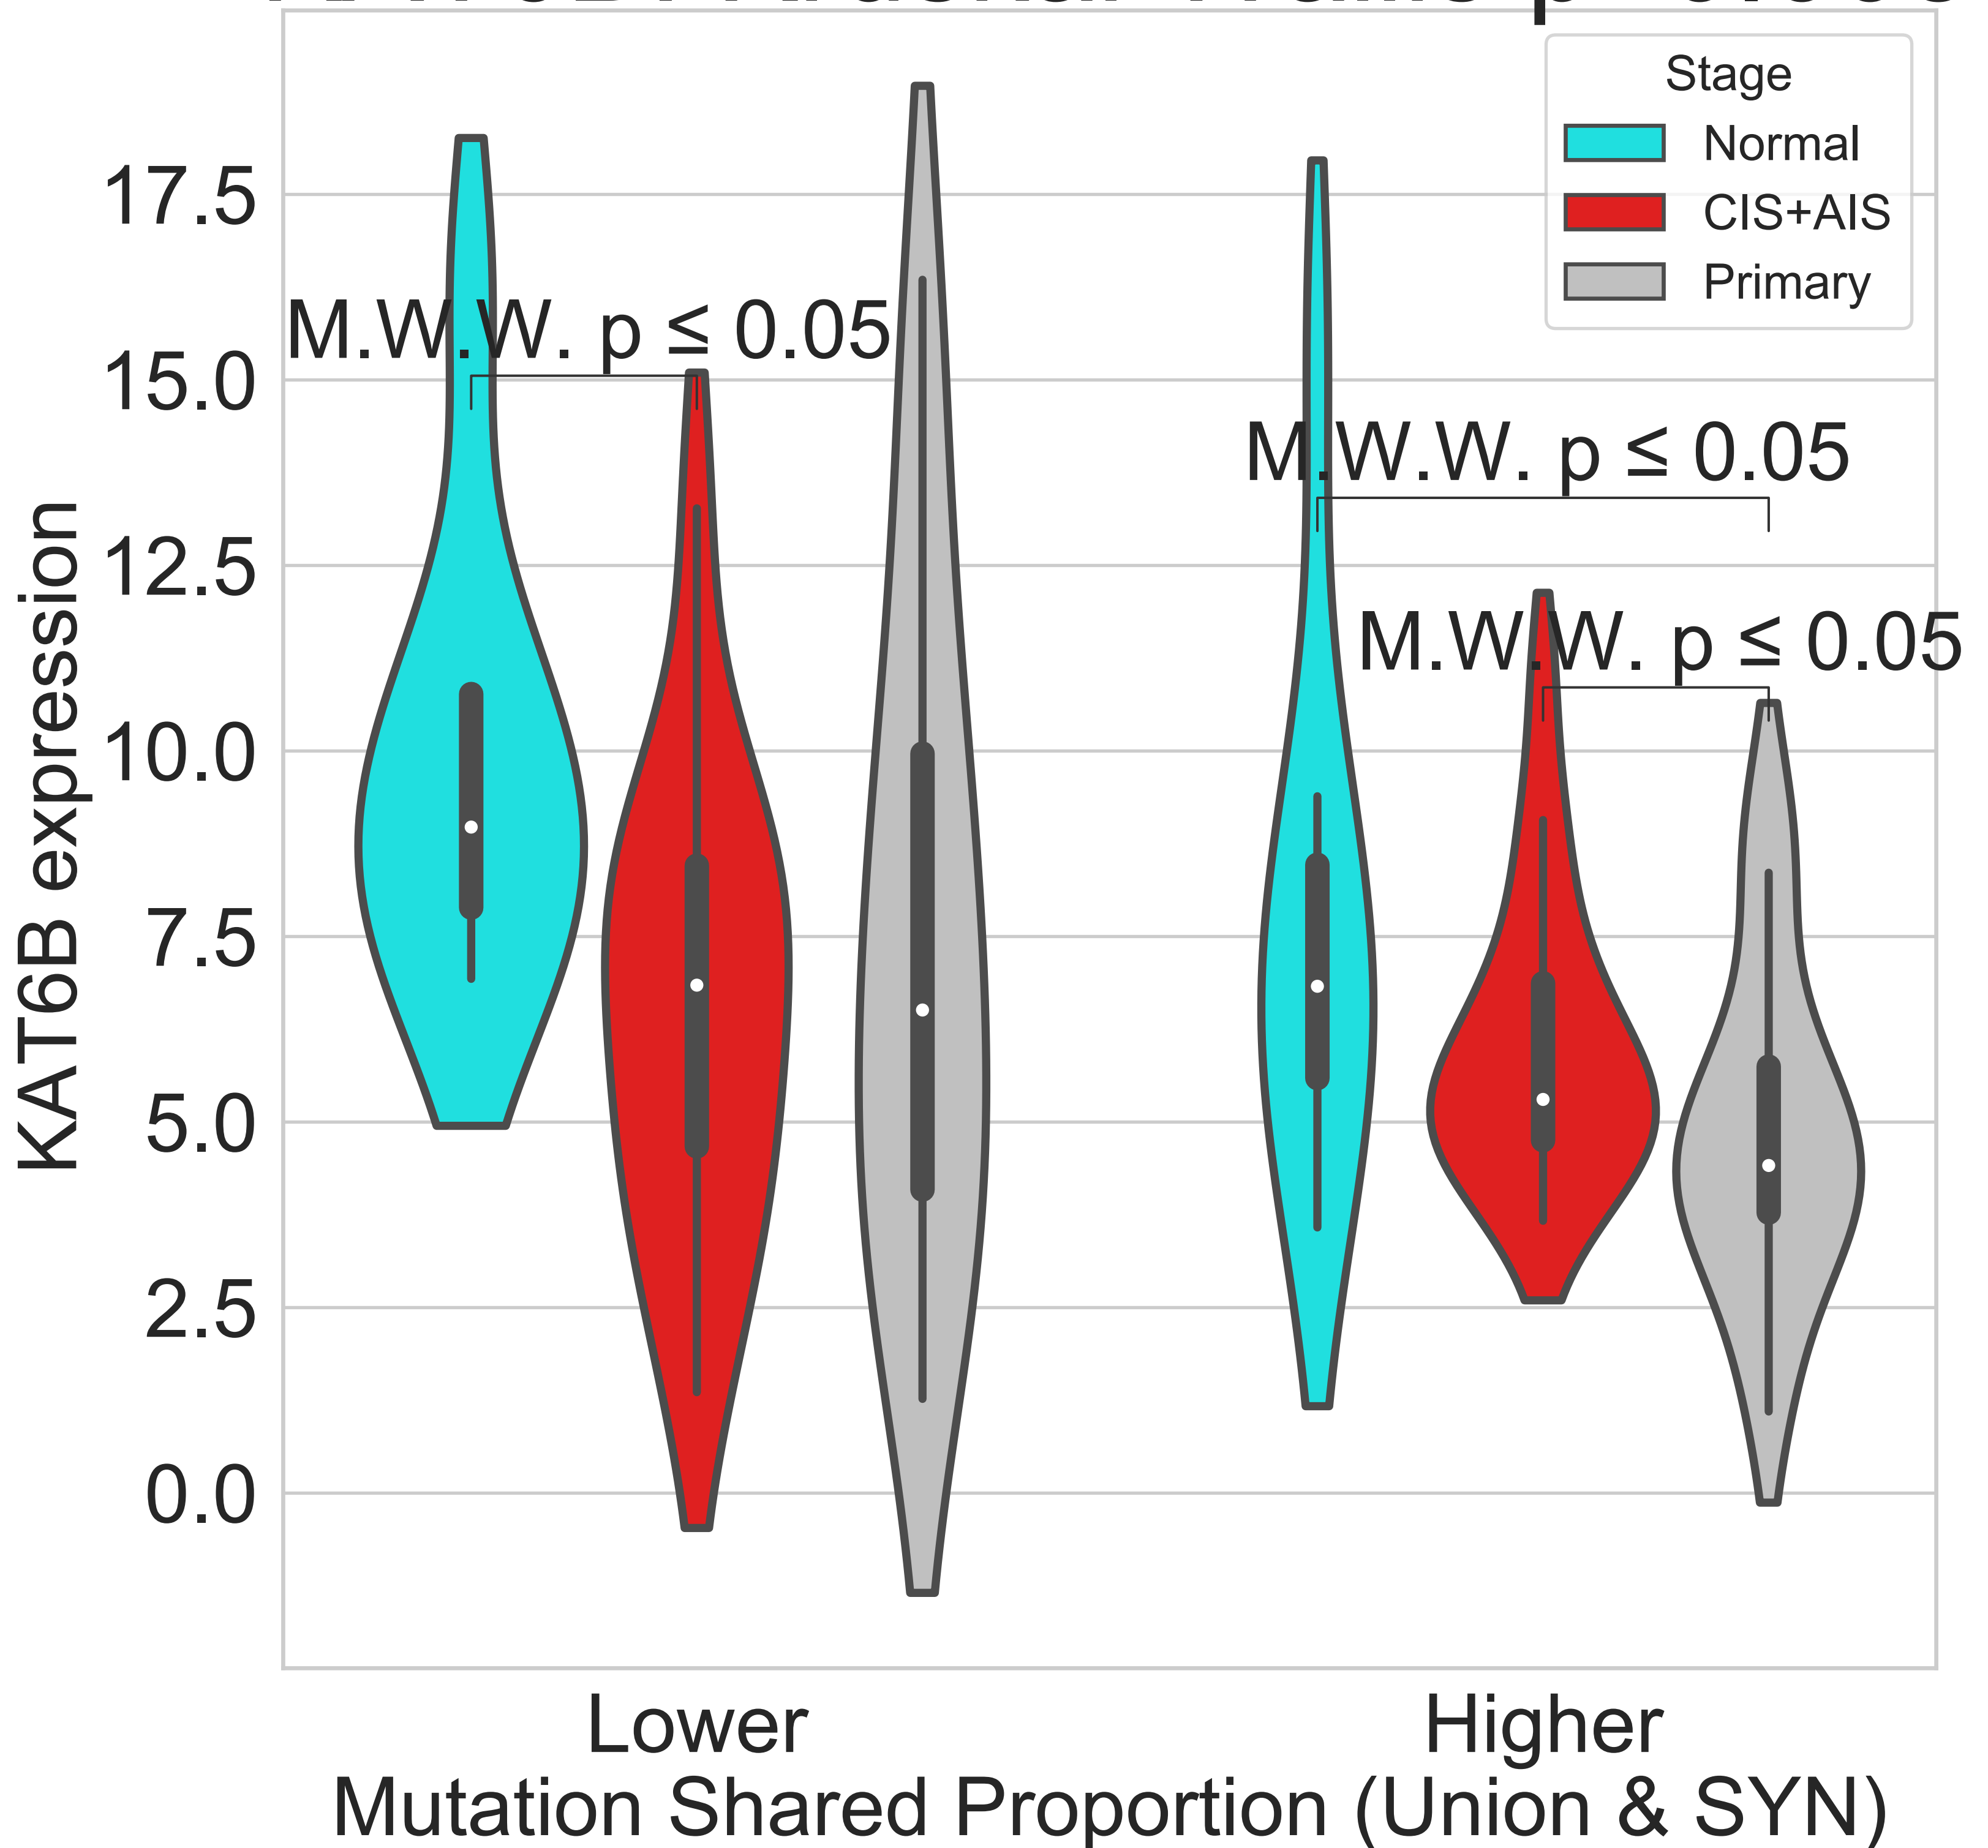 Stage
Normal
CIS+AIS
Primary
17.5
15.0
12.5
10.0
7.5
5.0
2.5
0.0
KAT6B expression
M.W.W. p ≤ 0.05
M.W.W. p ≤ 0.05
M.W.W. p ≤ 0.05
Lower
Higher
Mutation Shared Proportion (Union & SYN)